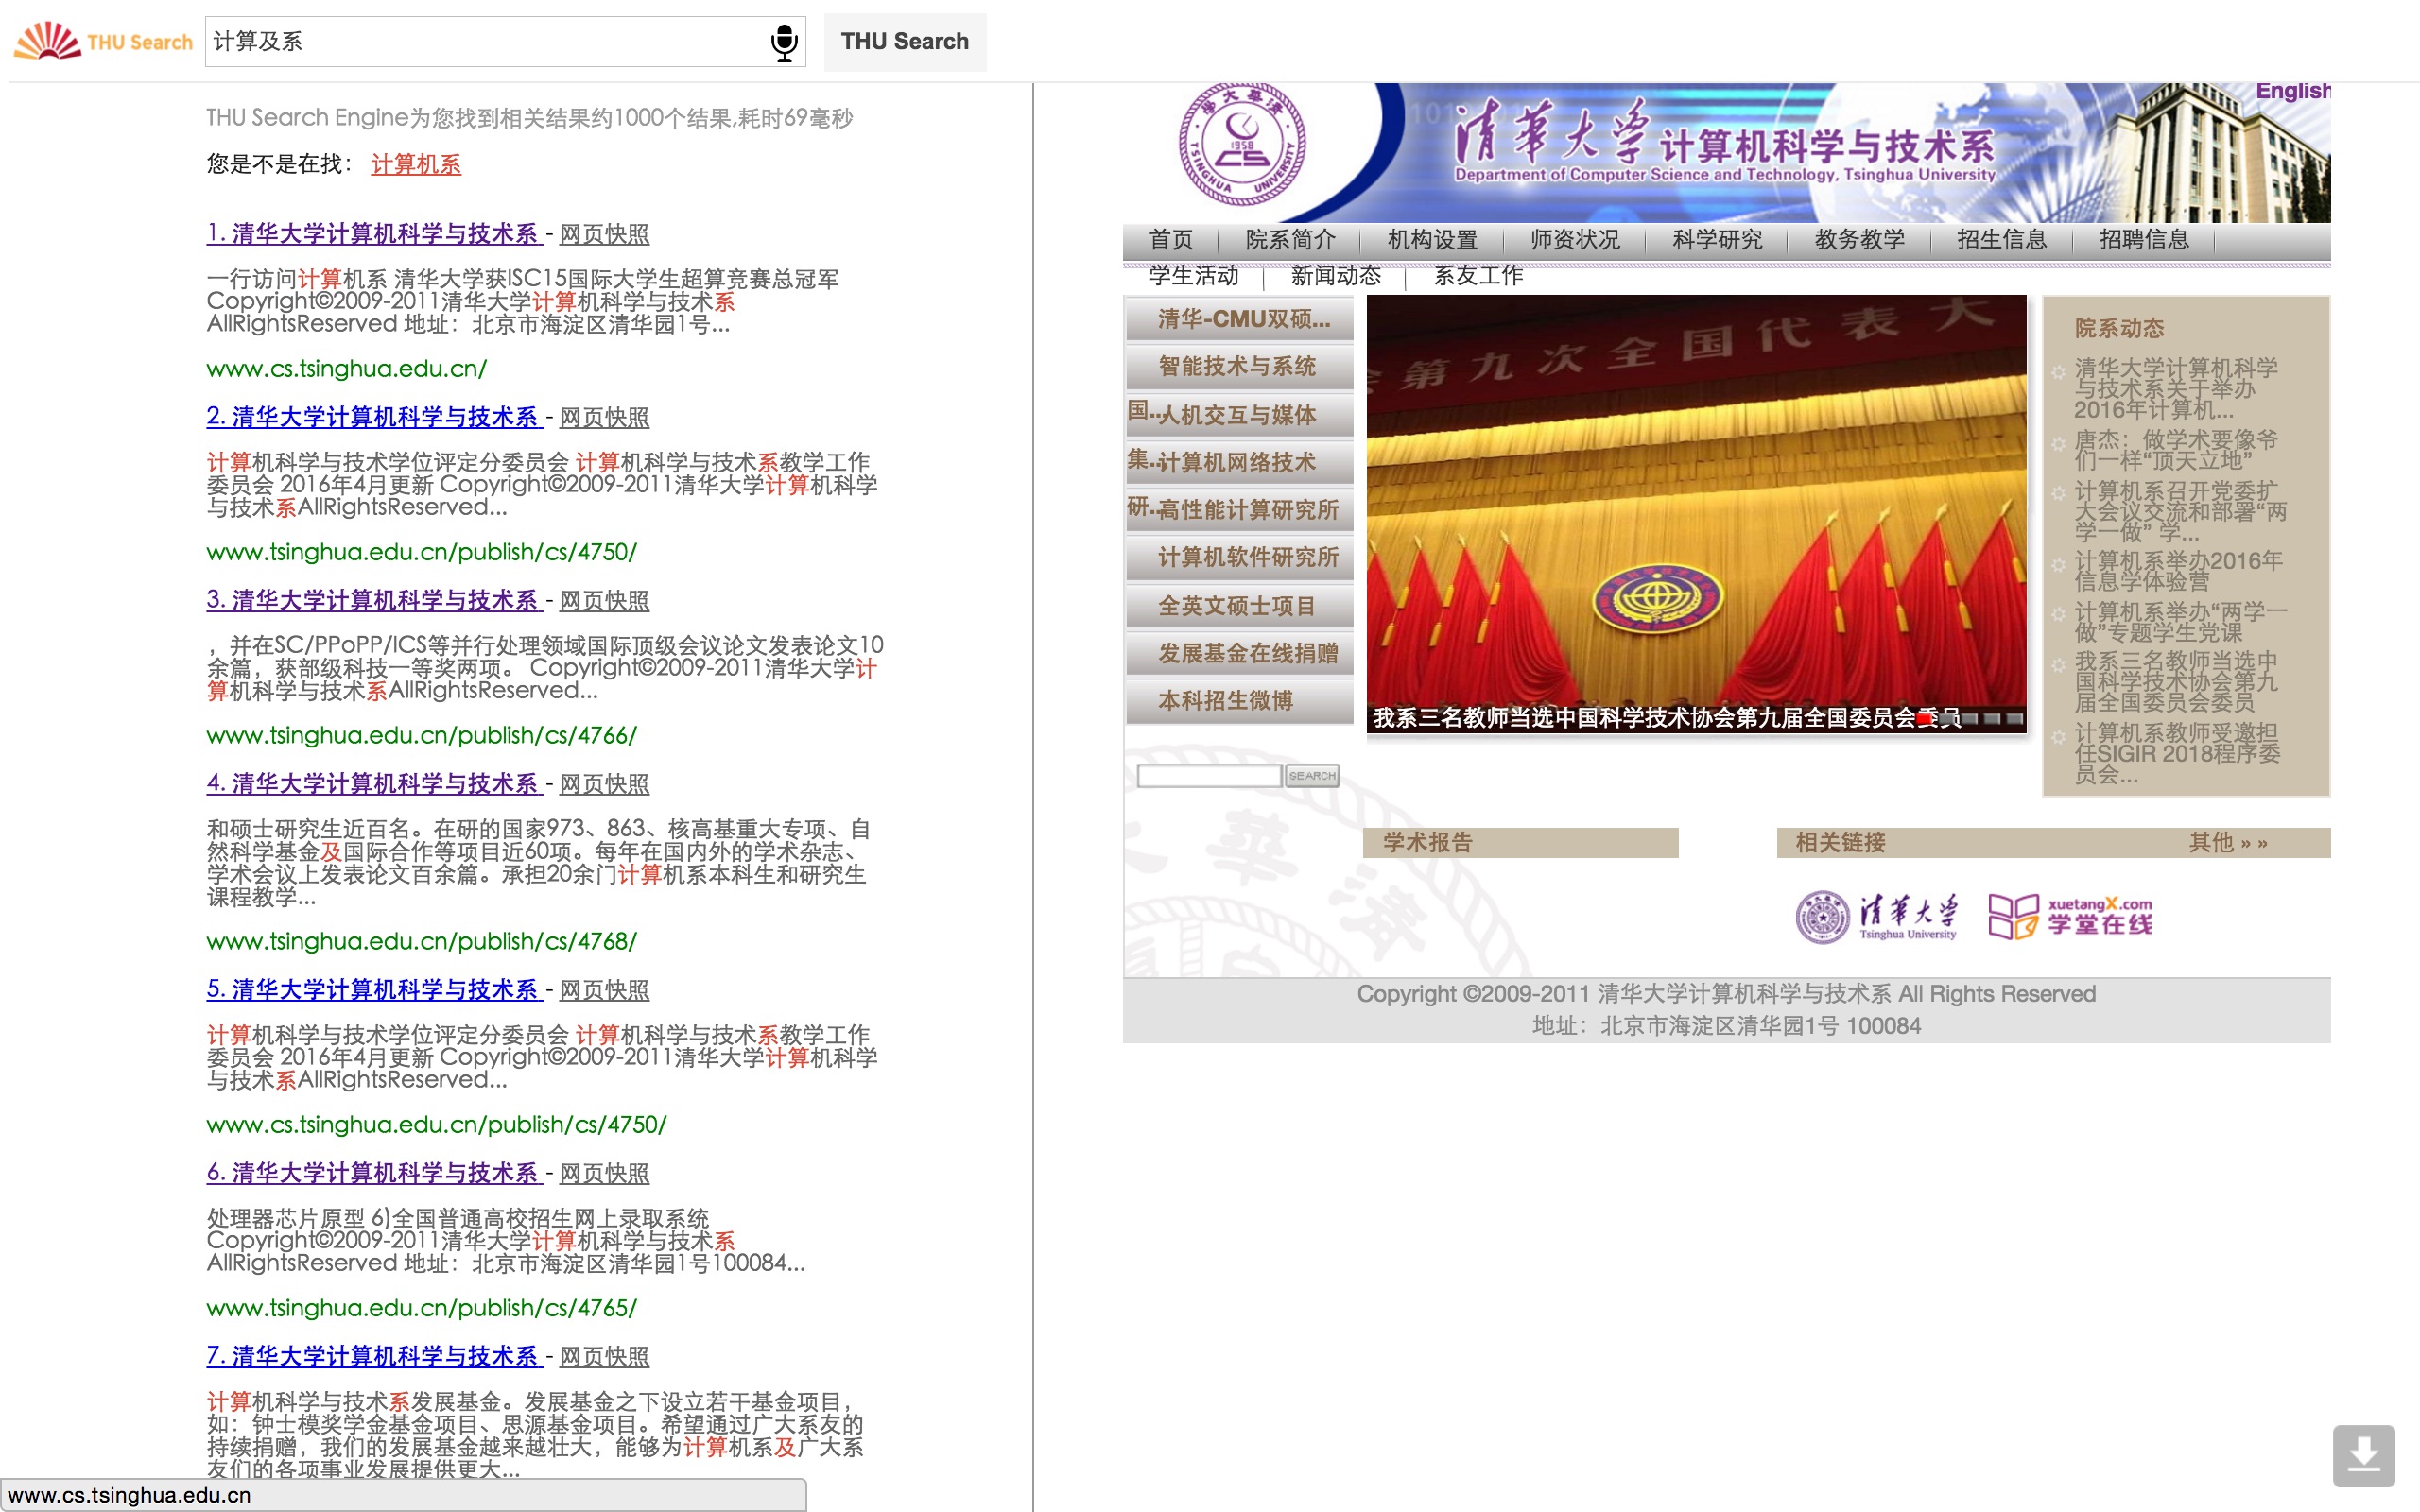 THU Search
计算及系
THU Search
THU Search Engine为您找到相关结果约1000个结果,耗时69毫秒
您是不是在找： 计算机系
1. 清华大学计算机科学与技术系 - 网页快照
一行访问计算机系 清华大学获ISC15国际大学生超算竞赛总冠军
Copyright©2009-2011清华大学计算机科学与技术系
AllRightsReserved 地址：北京市海淀区清华园1号...
www.cs.tsinghua.edu.cn/
2. 清华大学计算机科学与技术系 - 网页快照
计算机科学与技术学位评定分委员会 计算机科学与技术系教学工作
委员会 2016年4月更新 Copyright©2009-2011清华大学计算机科学
与技术系AllRightsReserved...
www.tsinghua.edu.cn/publish/cs/4750/
3. 清华大学计算机科学与技术系 - 网页快照
，并在SC/PPoPP/ICS等并行处理领域国际顶级会议论文发表论文10
余篇，获部级科技一等奖两项。 Copyright©2009-2011清华大学计
算机科学与技术系AllRightsReserved...
www.tsinghua.edu.cn/publish/cs/4766/
4. 清华大学计算机科学与技术系 - 网页快照
和硕士研究生近百名。在研的国家973、863、核高基重大专项、自
然科学基金及国际合作等项目近60项。每年在国内外的学术杂志、
学术会议上发表论文百余篇。承担20余门计算机系本科生和研究生
课程教学...
www.tsinghua.edu.cn/publish/cs/4768/
5. 清华大学计算机科学与技术系 - 网页快照
计算机科学与技术学位评定分委员会 计算机科学与技术系教学工作
委员会 2016年4月更新 Copyright©2009-2011清华大学计算机科学
与技术系AllRightsReserved...
www.cs.tsinghua.edu.cn/publish/cs/4750/
6. 清华大学计算机科学与技术系 - 网页快照
处理器芯片原型 6)全国普通高校招生网上录取系统
Copyright©2009-2011清华大学计算机科学与技术系
AllRightsReserved 地址：北京市海淀区清华园1号100084...
www.tsinghua.edu.cn/publish/cs/4765/
7. 清华大学计算机科学与技术系 - 网页快照
计算机科学与技术系发展基金。发展基金之下设立若干基金项目，
如：钟士模奖学金基金项目、思源基金项目。希望通过广大系友的
持续捐赠，我们的发展基金越来越壮大，能够为计算机系及广大系
友们的各项事业发展提供更大...
www.cs.tsinghua.edu.cn
English
TSINGHUA UNIVERSITY
1958
清華大学 计算机科学与技术系
Department of Computer Science and Technology, Tsinghua University
首页 院系简介 机构设置 师资状况 科学研究 教务教学 招生信息 招聘信息
学生活动 新闻动态 系友工作
清华-CMU双硕...
智能技术与系统
国...人机交互与媒体
集...计算机网络技术
研...高性能计算研究所
计算机软件研究所
全英文硕士项目
发展基金在线捐赠
本科招生微博
SEARCH
第九次全国代表大
我系三名教师当选中国科学技术协会第九届全国委员会委员
院系动态
清华大学计算机科学
与技术系关于举办
2016年计算机...
唐杰：做学术要像爷
们一样“顶天立地”
计算机系召开党委扩
大会议交流和部署“两
学一做” 学...
计算机系举办2016年
信息学体验营
计算机系举办“两学一
做”专题学生党课
我系三名教师当选中
国科学技术协会第九
届全国委员会委员
计算机系教师受邀担
任SIGIR 2018程序委
员会...
学术报告
相关链接 其他 » »
清華大学
Tsinghua University
xuetangX.com
学堂在线
Copyright ©2009-2011 清华大学计算机科学与技术系 All Rights Reserved
地址：北京市海淀区清华园1号 100084